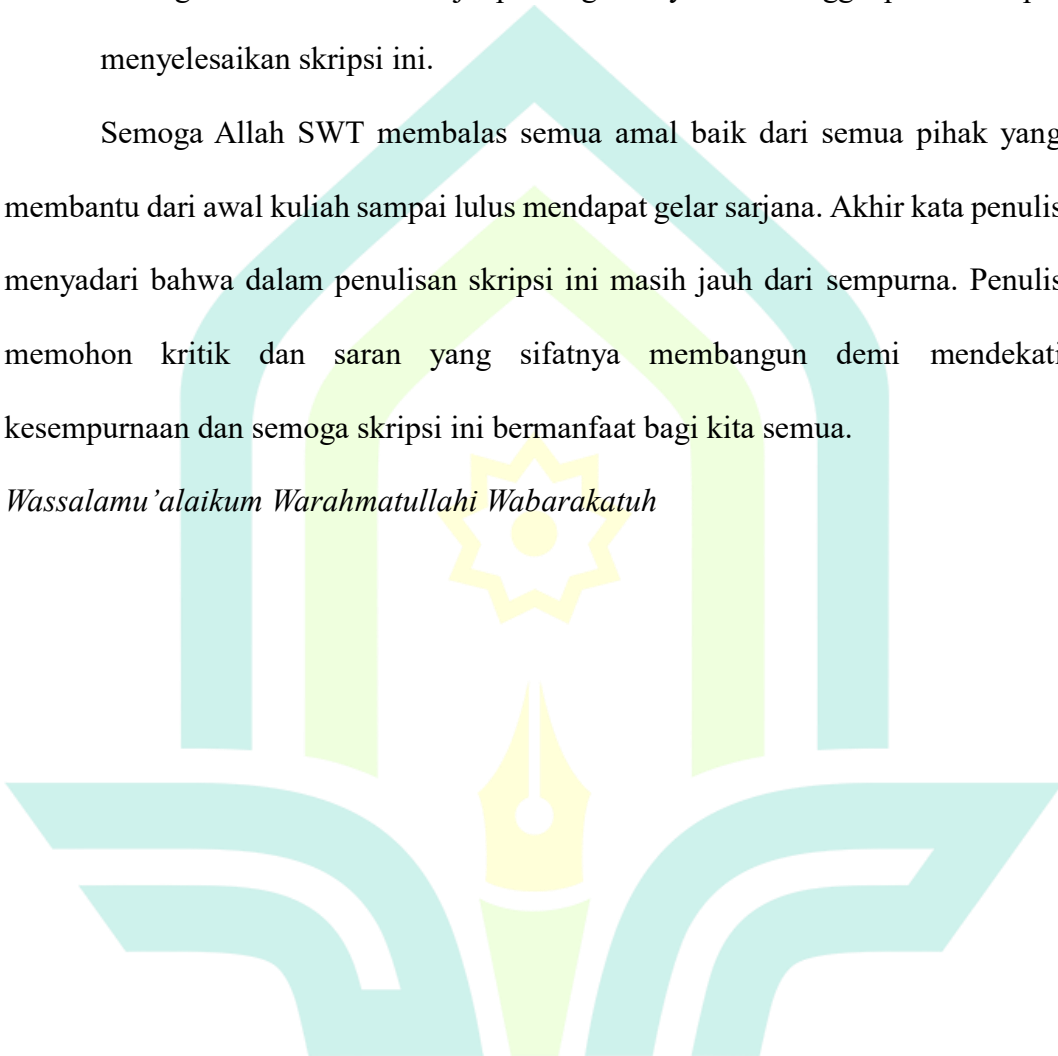 menyelesaikan skripsi ini.
Semoga Allah SWT membalas semua amal baik dari semua pihak yang
membantu dari awal kuliah sampai lulus mendapat gelar sarjana. Akhir kata penulis
menyadari bahwa dalam penulisan skripsi ini masih jauh dari sempurna. Penulis
memohon kritik dan saran yang sifatnya membangun demi mendekati
kesempurnaan dan semoga skripsi ini bermanfaat bagi kita semua.
Wassalamu’alaikum Warahmatullahi Wabarakatuh